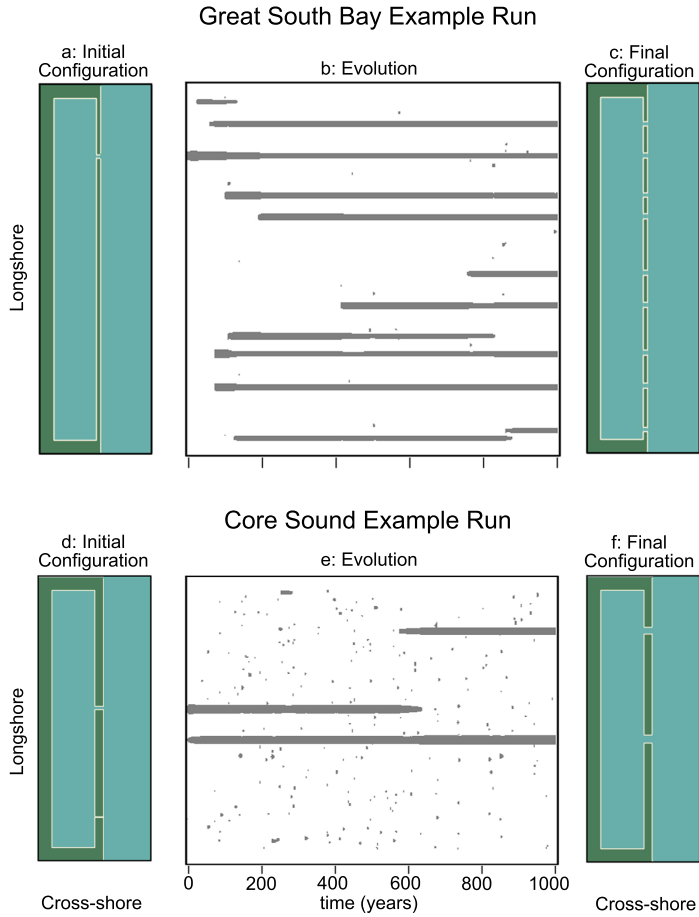 Great South Bay Example Run
a: Initial
Configuration
b: Evolution
c: Final
Configuration
Longshore
Core Sound Example Run
d: Initial
Configuration
e: Evolution
f: Final
Configuration
Longshore
0
200
400
600
800
1000
Cross-shore
time (years)
Cross-shore